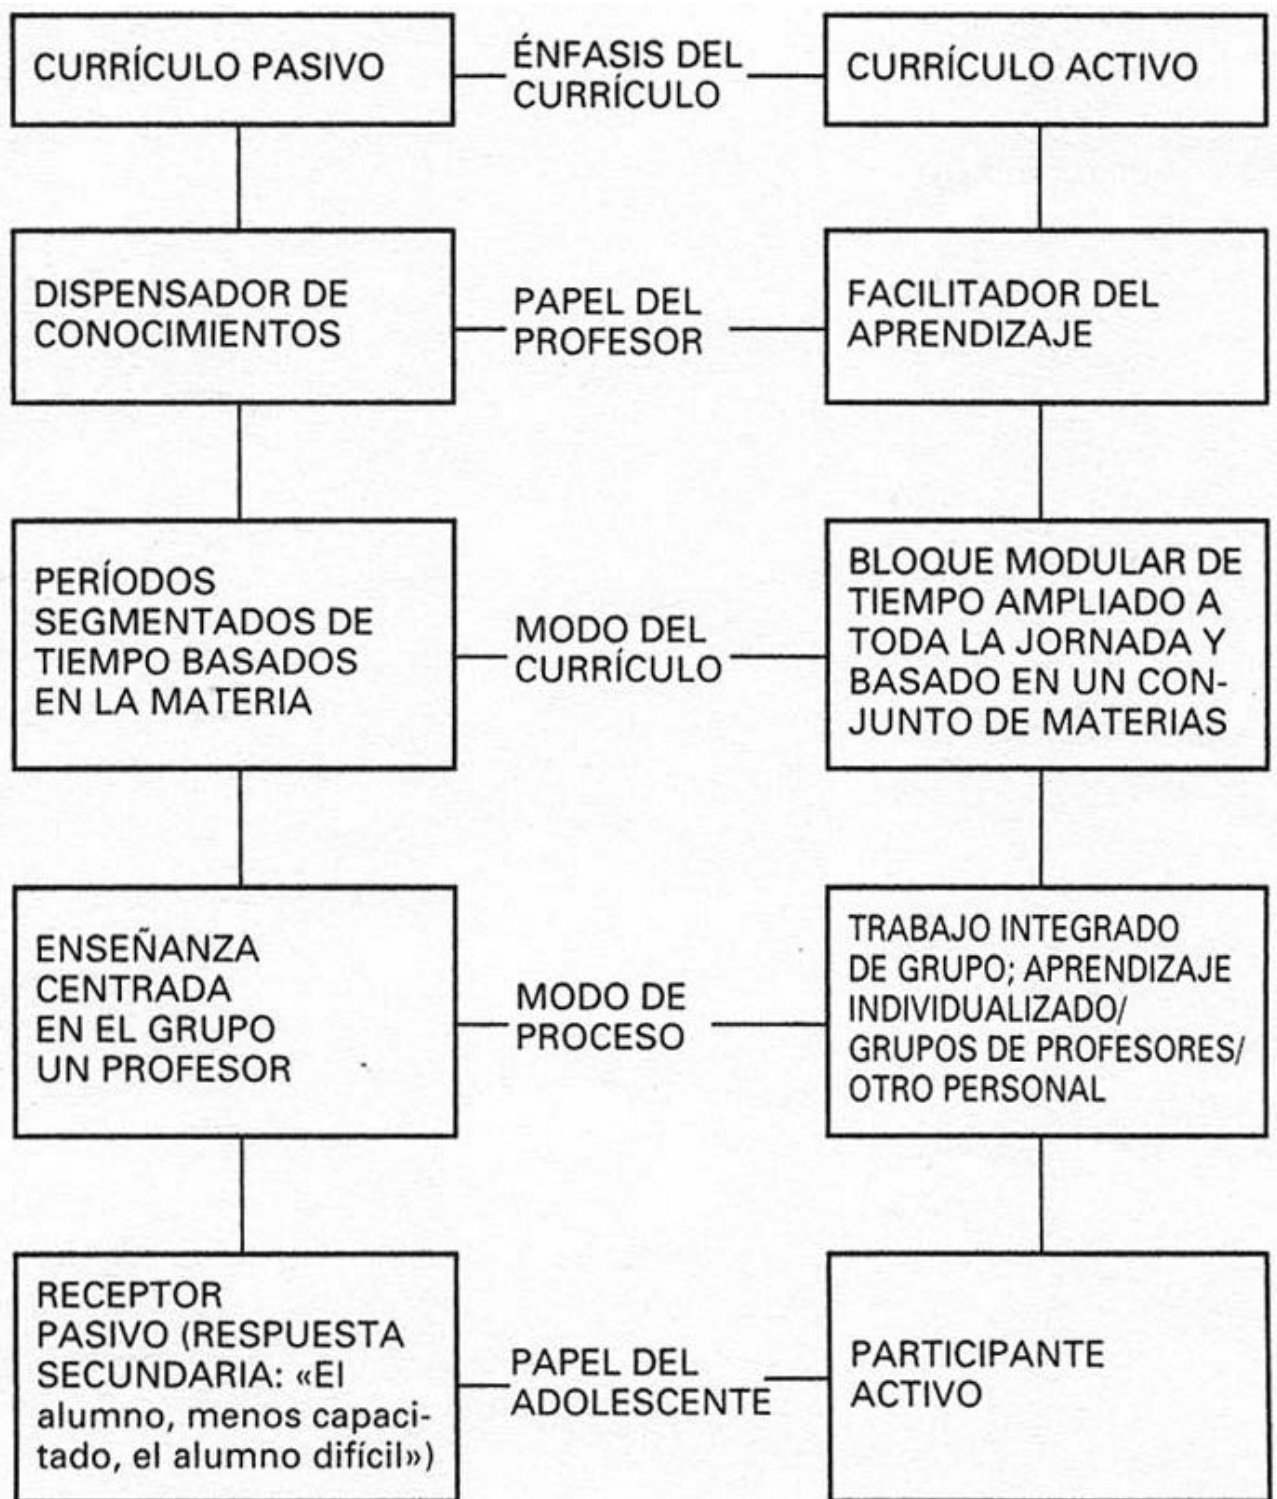 CURRÍCULO PASIVO
ÉNFASIS DEL
CURRÍCULO
CURRÍCULO ACTIVO
DISPENSADOR DE
CONOCIMIENTOS
PAPEL DEL
PROFESOR
FACILITADOR DEL
APRENDIZAJE
PERÍODOS
SEGMENTADOS DE
TIEMPO BASADOS
EN LA MATERIA
MODO DEL
CURRÍCULO
BLOQUE MODULAR DE
TIEMPO AMPLIADO A
TODA LA JORNADA Y
BASADO EN UN CON-
JUNTO DE MATERIAS
ENSEÑANZA
CENTRADA
EN EL GRUPO
UN PROFESOR
MODO DE
PROCESO
TRABAJO INTEGRADO
DE GRUPO; APRENDIZAJE
INDIVIDUALIZADO/
GRUPOS DE PROFESORES/
OTRO PERSONAL
RECEPTOR
PASIVO (RESPUESTA
SECUNDARIA: «El
alumno, menos capaci-
tado, el alumno difícil»)
PAPEL DEL
ADOLESCENTE
PARTICIPANTE
ACTIVO